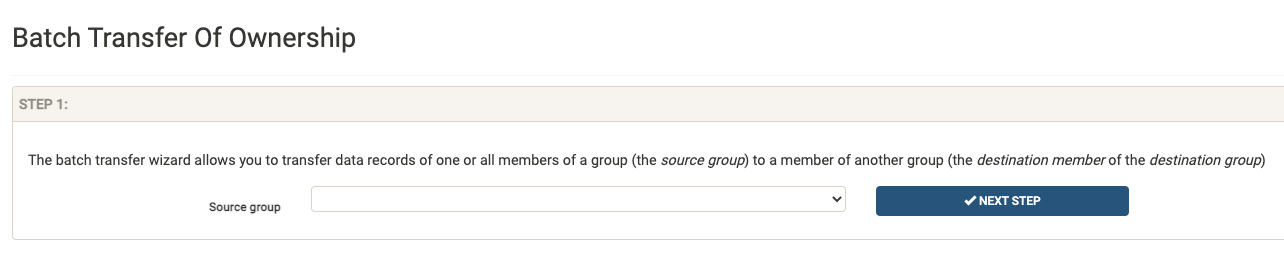 Batch Transfer Of Ownership
STEP 1:
The batch transfer wizard allows you to transfer data records of one or all members of a group (the source group) to a member of another group (the destination member of the destination group)
Source group
NEXT STEP